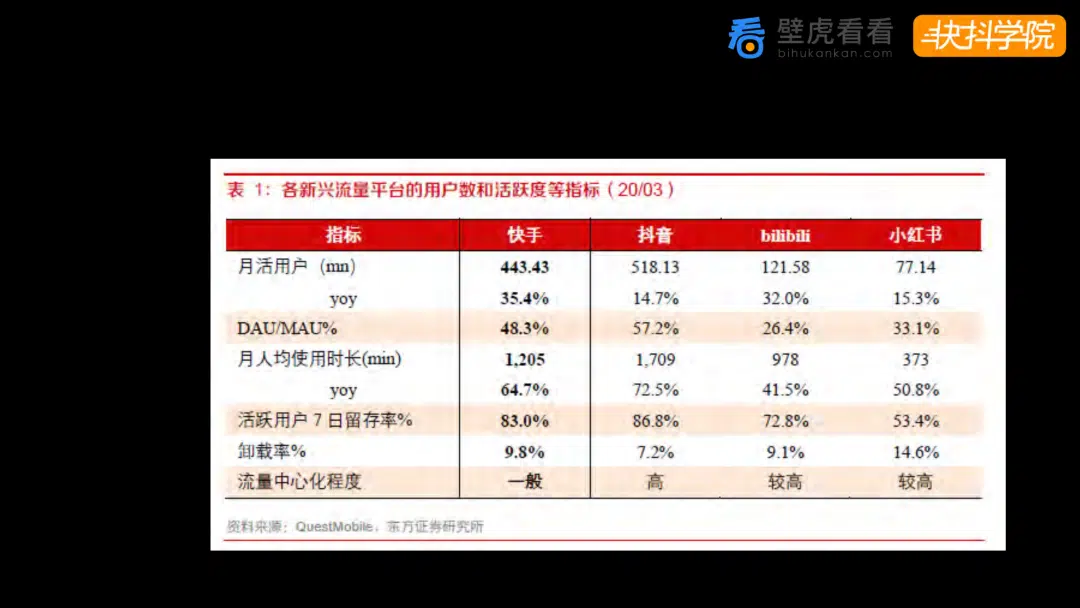 看 壁虎看看 快抖学院
bihukankan.com
表 1：各新兴流量平台的用户数和活跃度等指标（20/03）
指标 快手 抖音 bilibili 小红书
月活用户（mn） 443.43 518.13 121.58 77.14
yoy 35.4% 14.7% 32.0% 15.3%
DAU/MAU% 48.3% 57.2% 26.4% 33.1%
月人均使用时长(min) 1,205 1,709 978 373
yoy 64.7% 72.5% 41.5% 50.8%
活跃用户 7 日留存率% 83.0% 86.8% 72.8% 53.4%
卸载率% 9.8% 7.2% 9.1% 14.6%
流量中心化程度 一般 高 较高 较高
资料来源：QuestMobile，东方证券研究所